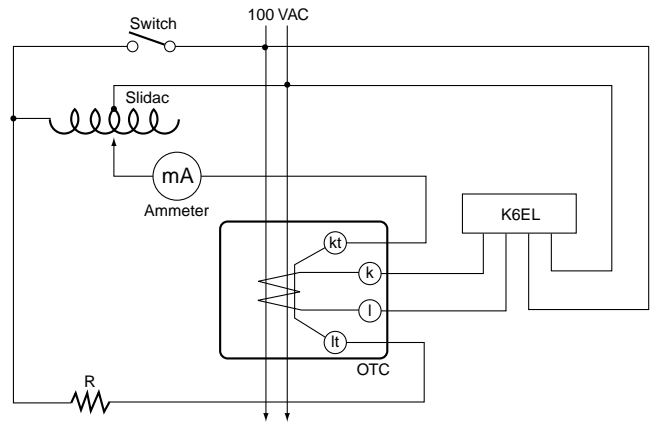 100 VAC
Switch
Slidac
mA
Ammeter
K6EL
kt
k
l
lt
OTC
R